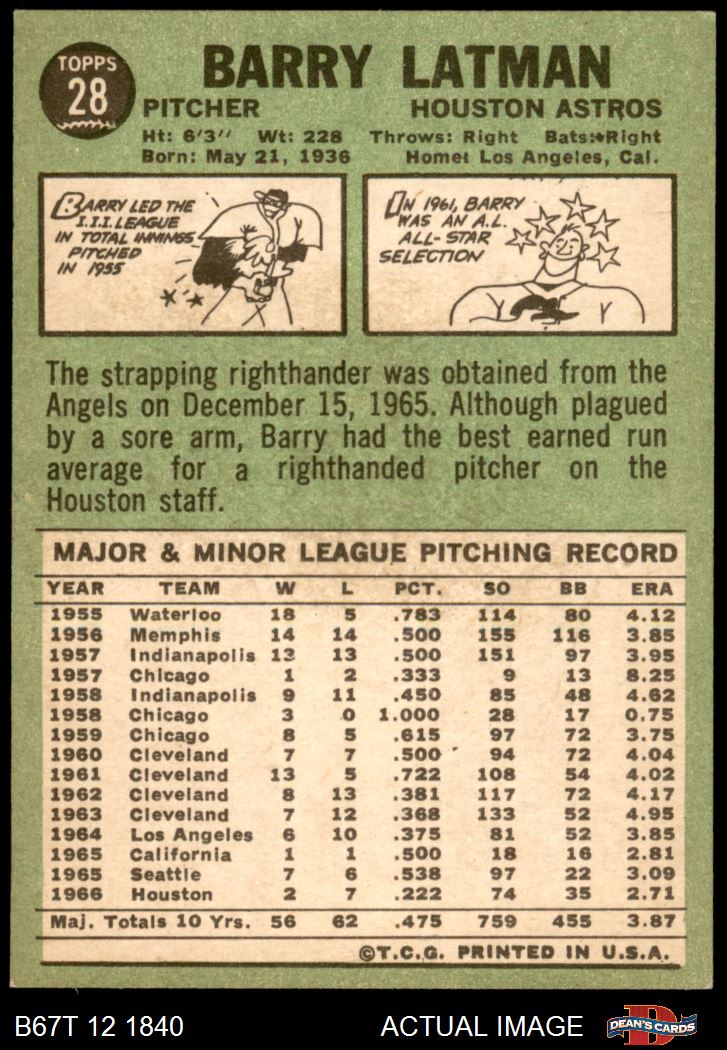 TOPPS
28
BARRY LATMAN
PITCHER HOUSTON ASTROS
Ht: 6'3" Wt: 228 Throws: Right Bats: Right
Born: May 21, 1936 Home: Los Angeles, Cal.
BARRY LED THE
I.I.I. LEAGUE
IN TOTAL INNINGS
PITCHED
IN 1955
IN 1961, BARRY
WAS AN A.L.
ALL-STAR
SELECTION
The strapping righthander was obtained from the
Angels on December 15, 1965. Although plagued
by a sore arm, Barry had the best earned run
average for a righthanded pitcher on the
Houston staff.
MAJOR & MINOR LEAGUE PITCHING RECORD
YEAR TEAM W L PCT. SO BB ERA
1955 Waterloo 18 5 .783 114 80 4.12
1956 Memphis 14 14 .500 155 116 3.85
1957 Indianapolis 13 13 .500 151 97 3.95
1957 Chicago 1 2 .333 9 13 8.25
1958 Indianapolis 9 11 .450 85 48 4.62
1958 Chicago 3 0 1.000 28 17 0.75
1959 Chicago 8 5 .615 97 72 3.75
1960 Cleveland 7 7 .500 94 72 4.04
1961 Cleveland 13 5 .722 108 54 4.02
1962 Cleveland 8 13 .381 117 72 4.17
1963 Cleveland 7 12 .368 133 52 4.95
1964 Los Angeles 6 10 .375 81 52 3.85
1965 California 1 1 .500 18 16 2.81
1965 Seattle 7 6 .538 97 22 3.09
1966 Houston 2 7 .222 74 35 2.71
Maj. Totals 10 Yrs. 56 62 .475 759 455 3.87
©T.C.G. PRINTED IN U.S.A.
B67T 12 1840 ACTUAL IMAGE D DEAN'S CARDS